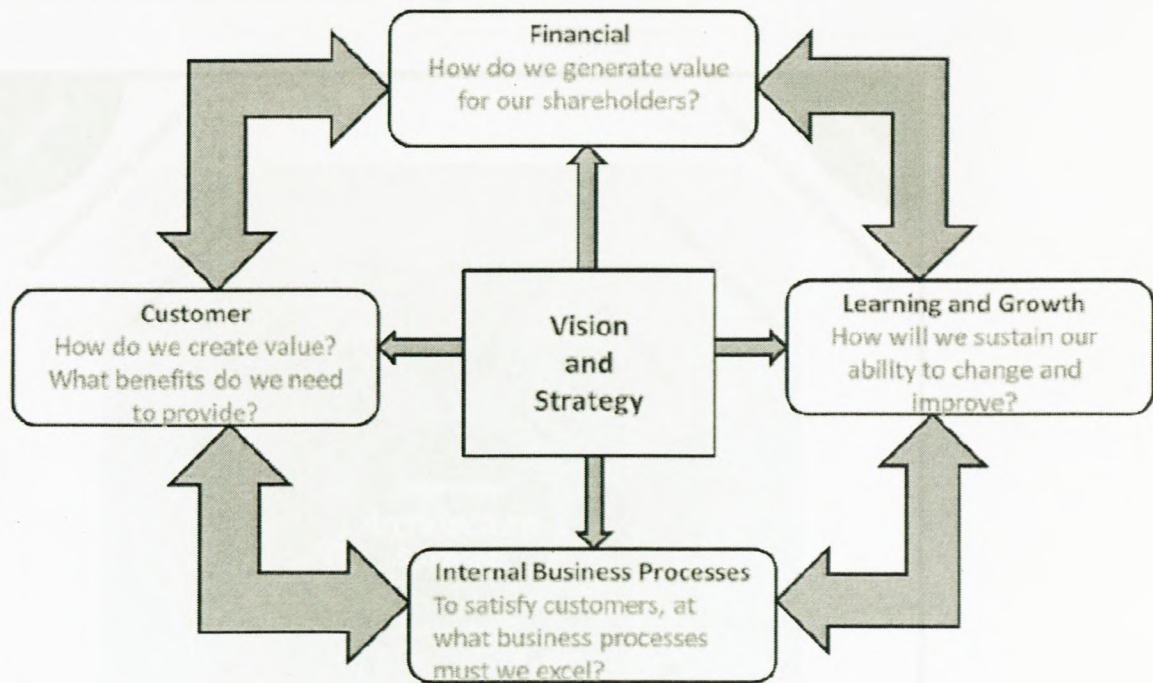 Financial
How do we generate value
for our shareholders?
Customer
How do we create value?
What benefits do we need
to provide?
Vision
and
Strategy
Learning and Growth
How will we sustain our
ability to change and
improve?
Internal Business Processes
To satisfy customers, at
what business processes
must we excel?